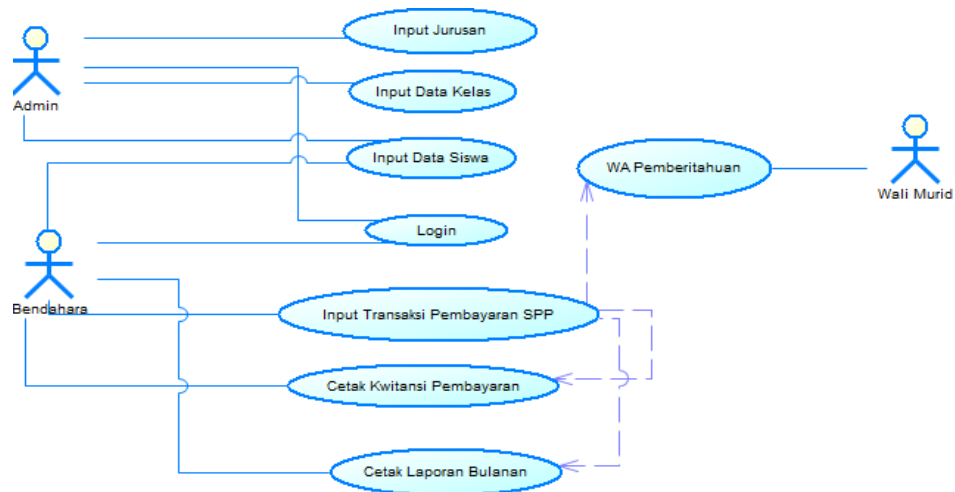 Input Jurusan
Admin
Input Data Kelas
Input Data Siswa
WA Pemberitahuan
Wali Murid
Login
Bendahara
Input Transaksi Pembayaran SPP
Cetak Kwitansi Pembayaran
Cetak Laporan Bulanan